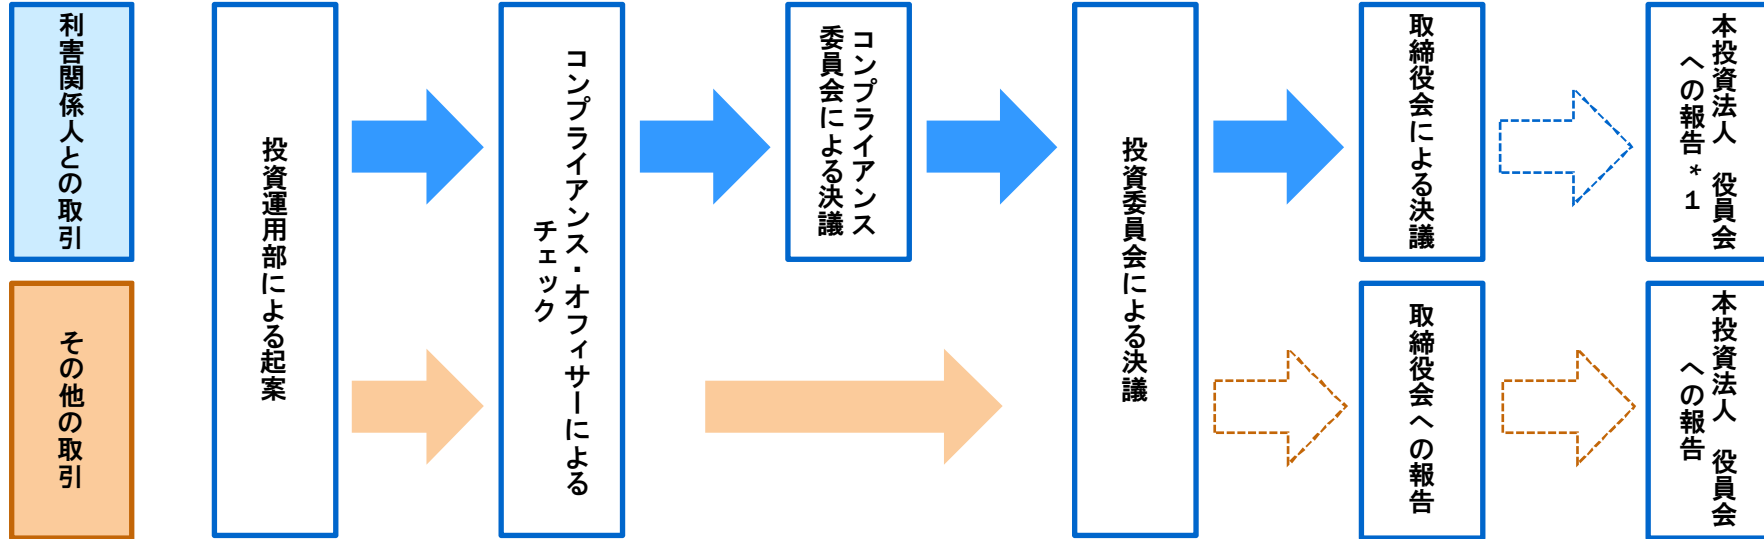 利害関係人との取引
その他の取引
投資運用部による起案
コンプライアンス・オフィサーによる
チェック
コンプライアンス
委員会による決議
投資委員会による決議
取締役会による決議
本投資法人 役員会
への報告*1
取締役会への報告
本投資法人 役員会
への報告